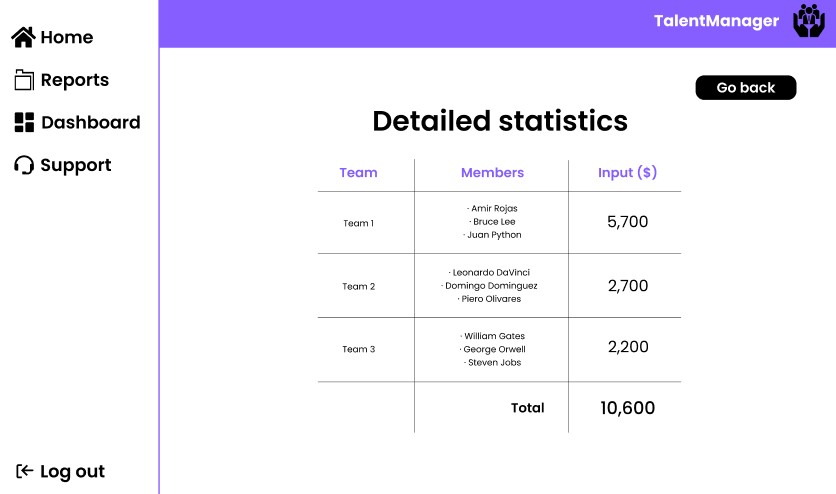 TalentManager
Home
Reports
Dashboard
Support
Log out
Go back
Detailed statistics
Team Members Input ($)
Team 1
· Amir Rojas
· Bruce Lee
· Juan Python
5,700
Team 2
· Leonardo DaVinci
· Domingo Dominguez
· Piero Olivares
2,700
Team 3
· William Gates
· George Orwell
· Steven Jobs
2,200
Total 10,600